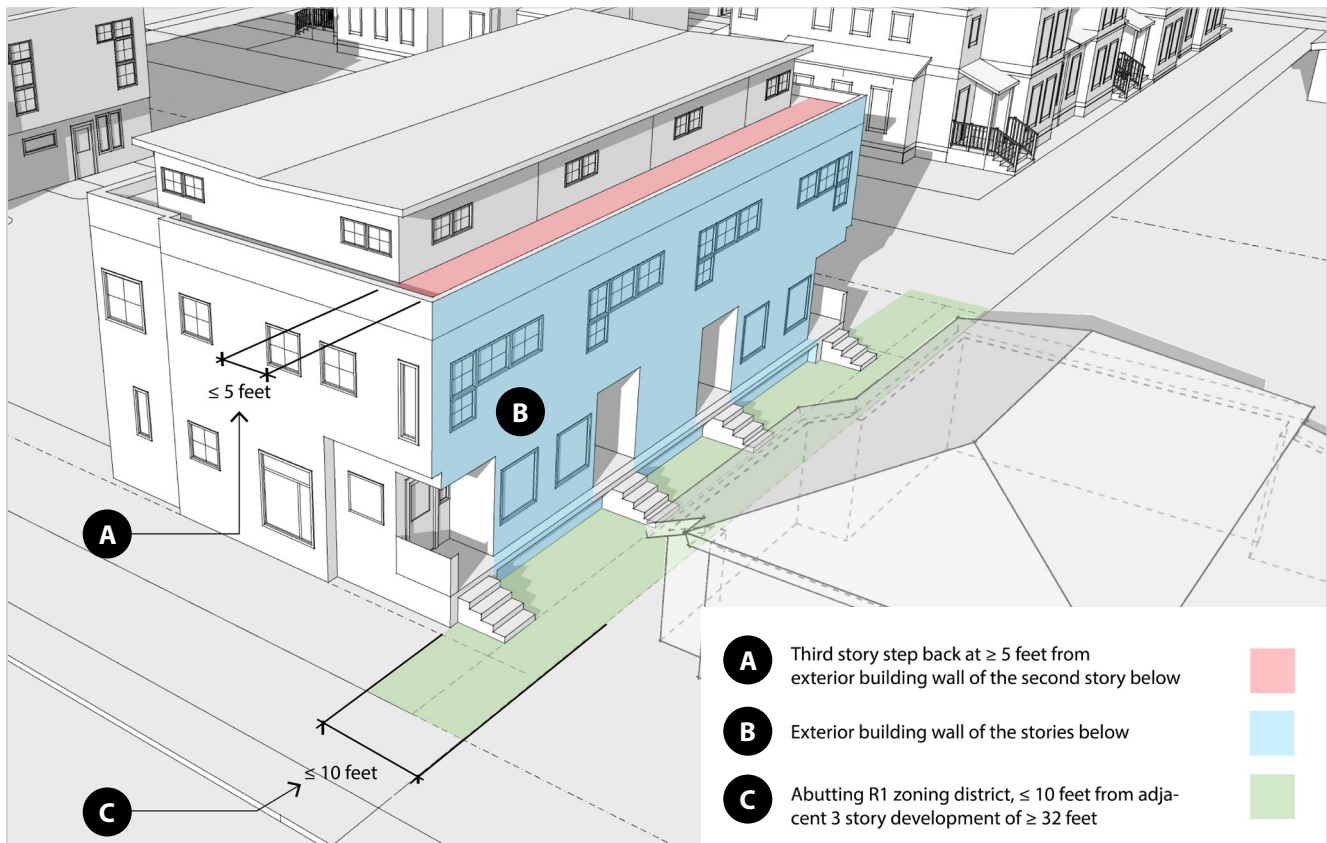 B
≤ 5 feet
A
≤ 10 feet
C
A
Third story step back at ≥ 5 feet from
exterior building wall of the second story below
B
Exterior building wall of the stories below
C
Abutting R1 zoning district, ≤ 10 feet from adja-
cent 3 story development of ≥ 32 feet